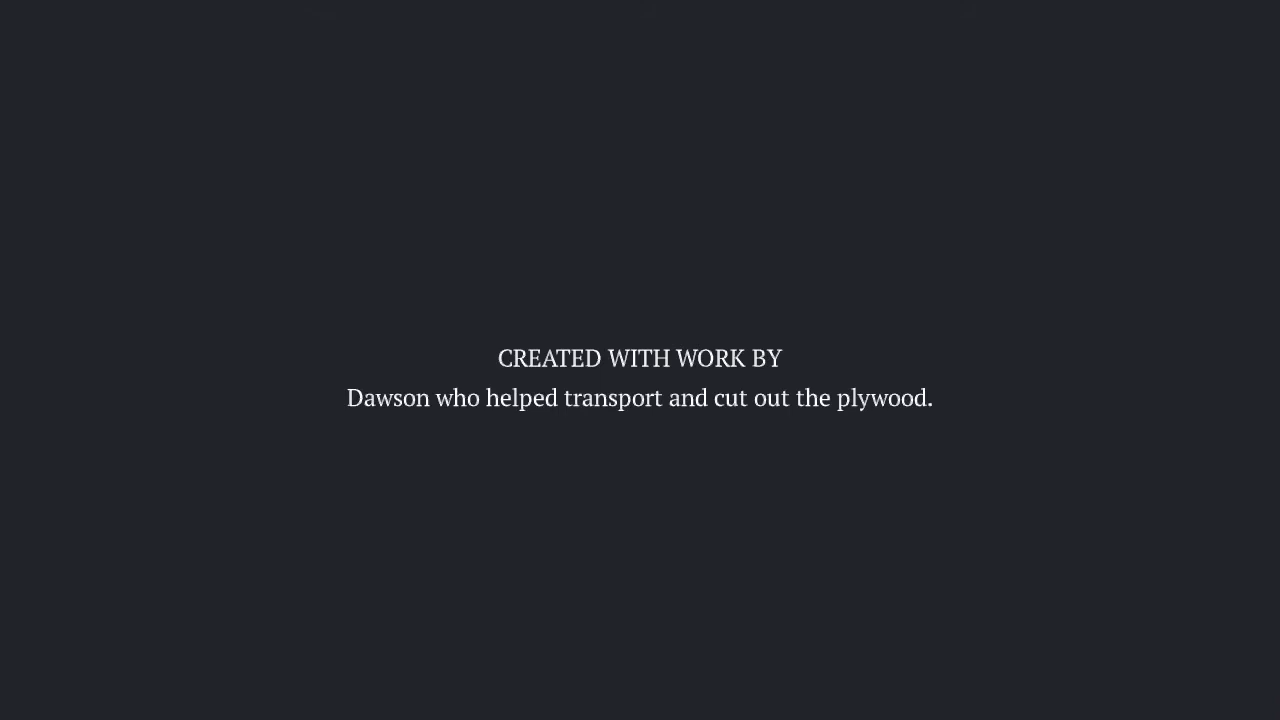 CREATED WITH WORK BY
Dawson who helped transport and cut out the plywood.